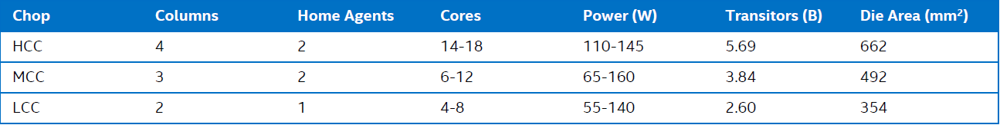 Chop Columns Home Agents Cores Power (W) Transitors (B) Die Area (mm²)
HCC 4 2 14-18 110-145 5.69 662
MCC 3 2 6-12 65-160 3.84 492
LCC 2 1 4-8 55-140 2.60 354